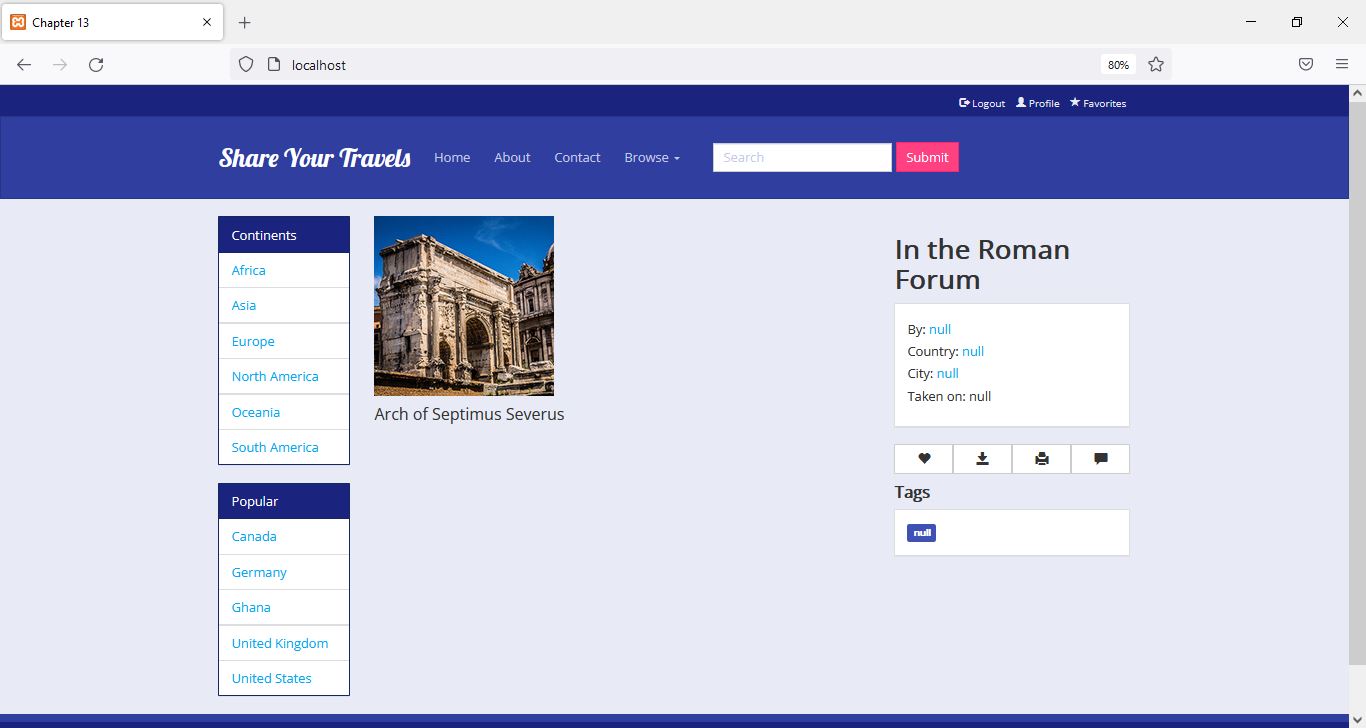 Chapter 13
localhost
80%
Logout Profile Favorites
Share Your Travels Home About Contact Browse Search Submit
Continents
Africa
Asia
Europe
North America
Oceania
South America
Popular
Canada
Germany
Ghana
United Kingdom
United States
Arch of Septimus Severus
In the Roman
Forum
By: null
Country: null
City: null
Taken on: null
Tags
null